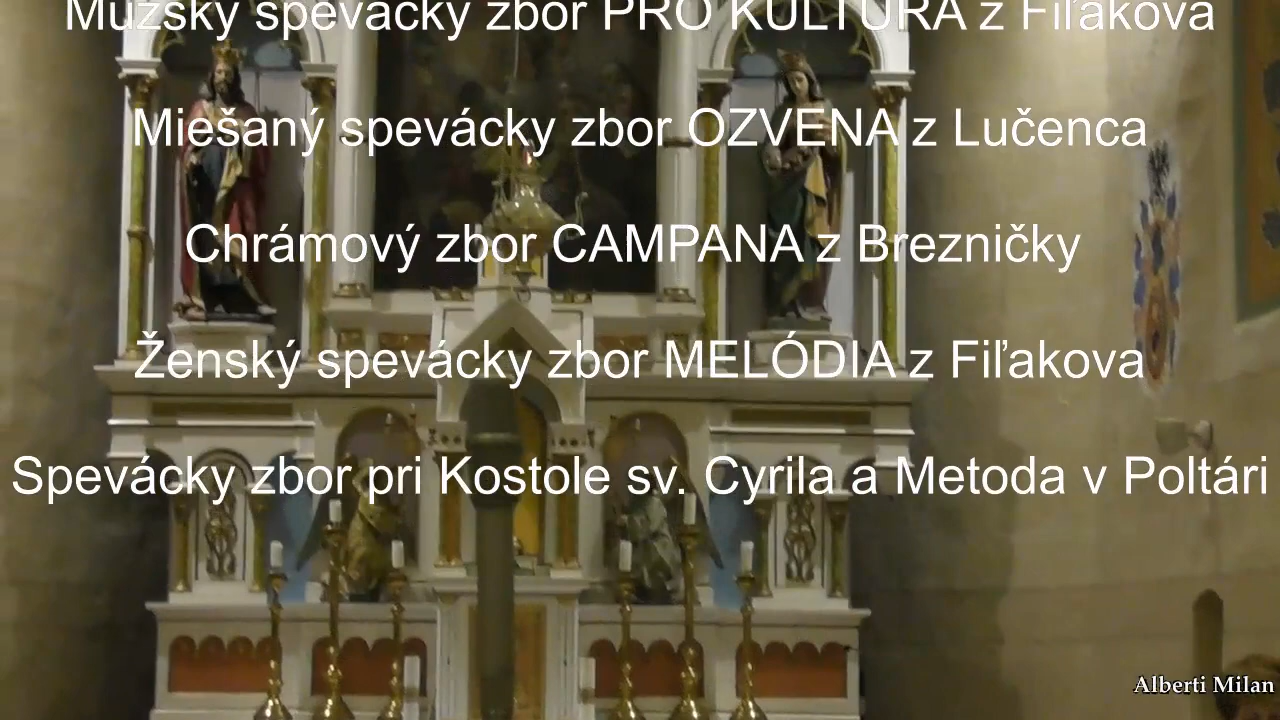 Mužský spevácky zbor PRO KULTÚRA z Fiľakova
Miešaný spevácky zbor OZVENA z Lučenca
Chrámový zbor CAMPANA z Brezničky
Ženský spevácky zbor MELÓDIA z Fiľakova
Spevácky zbor pri Kostole sv. Cyrila a Metoda v Poltári
Alberti Milan